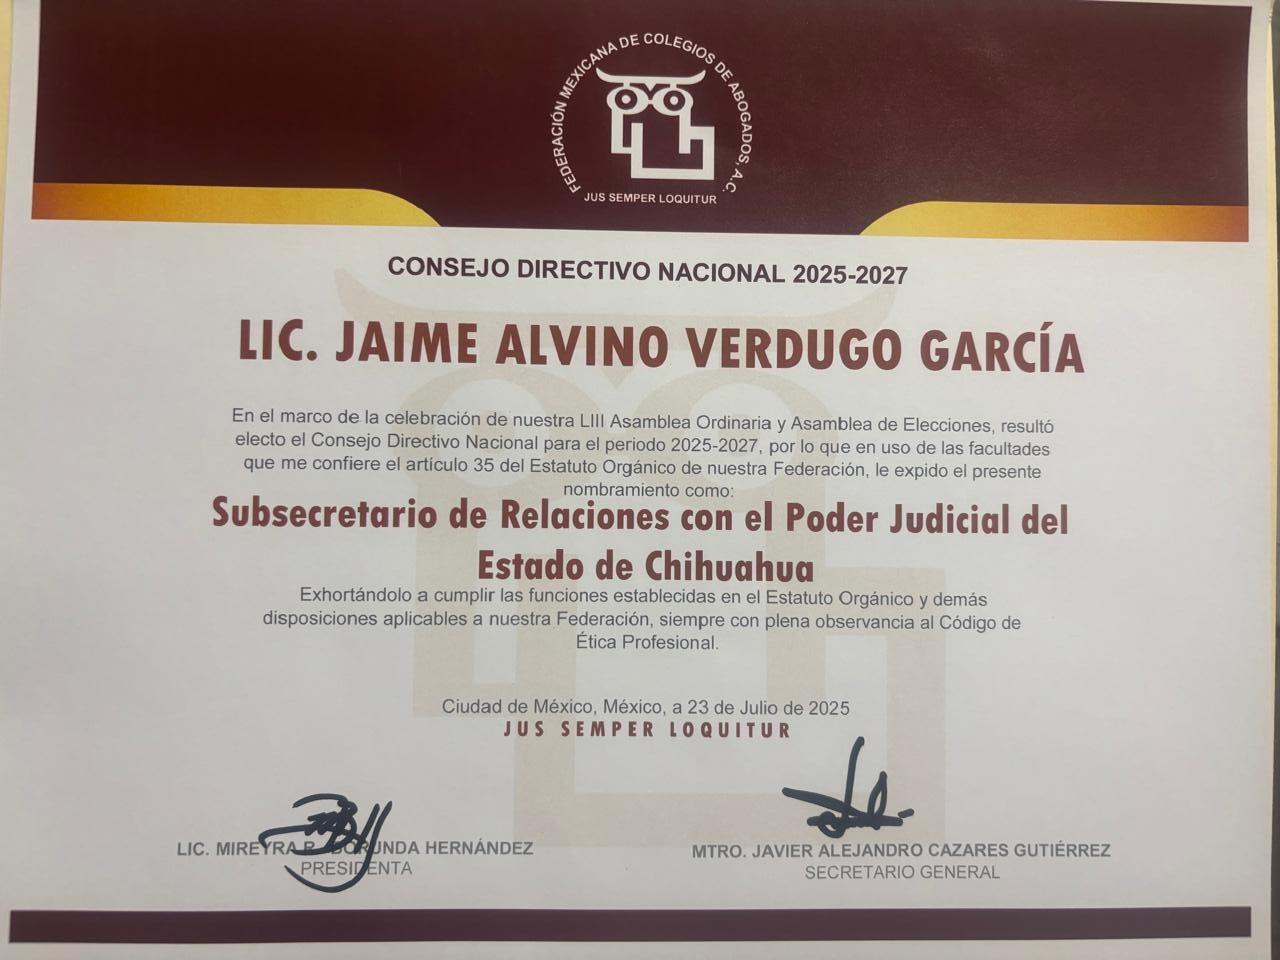 FEDERACIÓN MEXICANA DE COLEGIOS DE ABOGADOS, A.C.
JUS SEMPER LOQUITUR
CONSEJO DIRECTIVO NACIONAL 2025-2027
LIC. JAIME ALVINO VERDUGO GARCÍA
En el marco de la celebración de nuestra LIII Asamblea Ordinaria y Asamblea de Elecciones, resultó
electo el Consejo Directivo Nacional para el periodo 2025-2027, por lo que en uso de las facultades
que me confiere el artículo 35 del Estatuto Orgánico de nuestra Federación, le expido el presente
nombramiento como:
Subsecretario de Relaciones con el Poder Judicial del
Estado de Chihuahua
Exhortándolo a cumplir las funciones establecidas en el Estatuto Orgánico y demás
disposiciones aplicables a nuestra Federación, siempre con plena observancia al Código de
Ética Profesional.
Ciudad de México, México, a 23 de Julio de 2025
JUS SEMPER LOQUITUR
LIC. MIREYRA B. BORUNDA HERNÁNDEZ
PRESIDENTA
MTRO. JAVIER ALEJANDRO CAZARES GUTIÉRREZ
SECRETARIO GENERAL